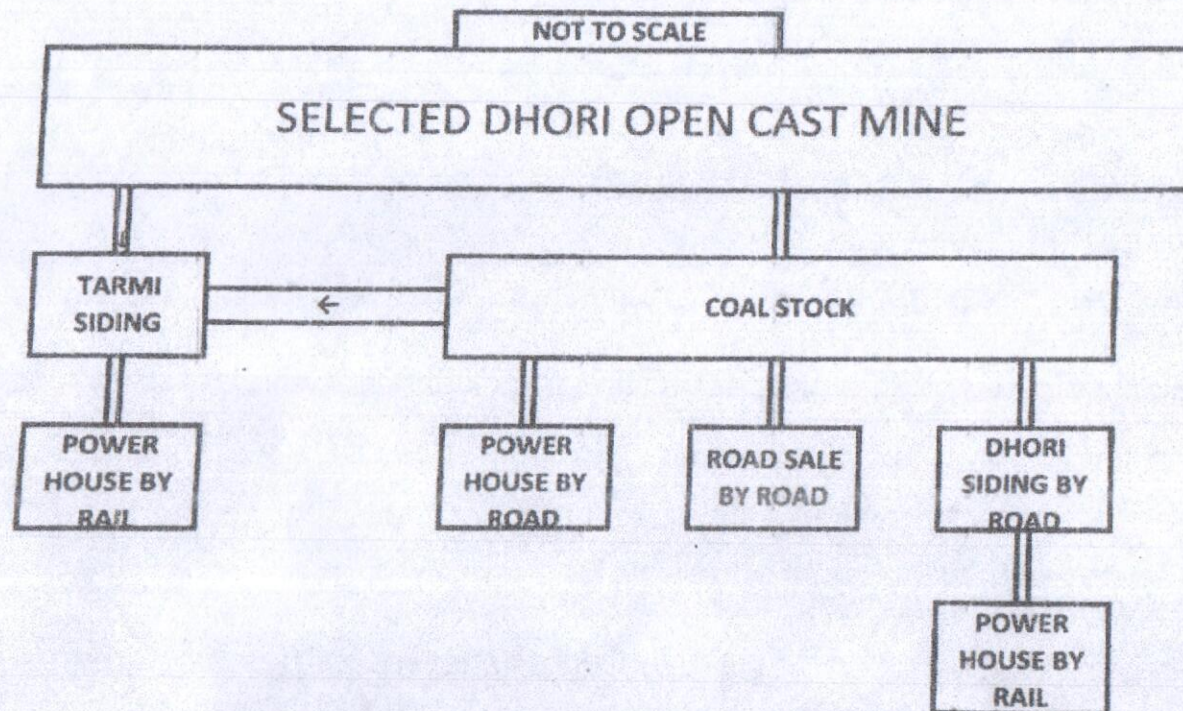 NOT TO SCALE
SELECTED DHORI OPEN CAST MINE
TARMI
SIDING
←
COAL STOCK
POWER
HOUSE BY
RAIL
POWER
HOUSE BY
ROAD
ROAD SALE
BY ROAD
DHORI
SIDING BY
ROAD
POWER
HOUSE BY
RAIL